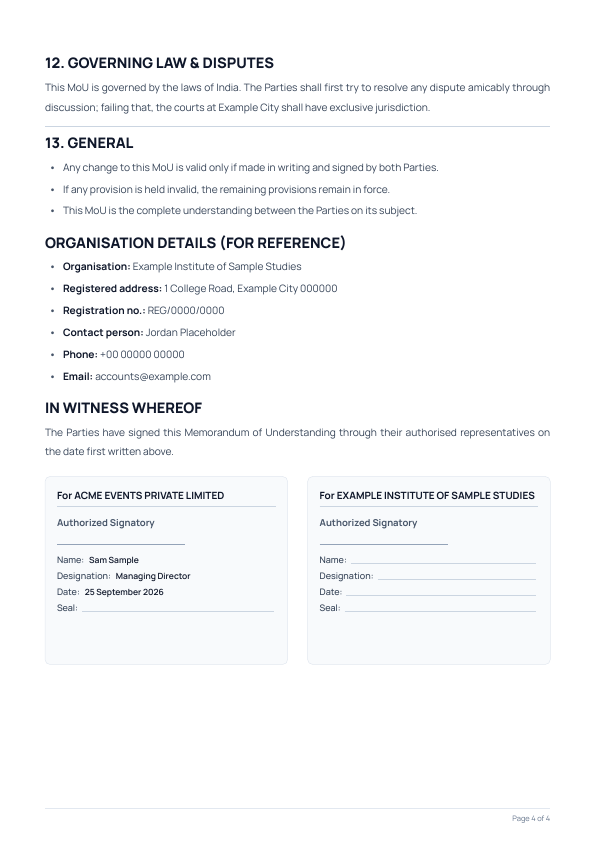 12. GOVERNING LAW & DISPUTES
This MoU is governed by the laws of India. The Parties shall first try to resolve any dispute amicably through
discussion; failing that, the courts at Example City shall have exclusive jurisdiction.
13. GENERAL
• Any change to this MoU is valid only if made in writing and signed by both Parties.
• If any provision is held invalid, the remaining provisions remain in force.
• This MoU is the complete understanding between the Parties on its subject.
ORGANISATION DETAILS (FOR REFERENCE)
• Organisation: Example Institute of Sample Studies
• Registered address: 1 College Road, Example City 000000
• Registration no.: REG/0000/0000
• Contact person: Jordan Placeholder
• Phone: +00 00000 00000
• Email: accounts@example.com
IN WITNESS WHEREOF
The Parties have signed this Memorandum of Understanding through their authorised representatives on
the date first written above.
For ACME EVENTS PRIVATE LIMITED
Authorized Signatory
Name: Sam Sample
Designation: Managing Director
Date: 25 September 2026
Seal:
For EXAMPLE INSTITUTE OF SAMPLE STUDIES
Authorized Signatory
Name:
Designation:
Date:
Seal:
Page 4 of 4